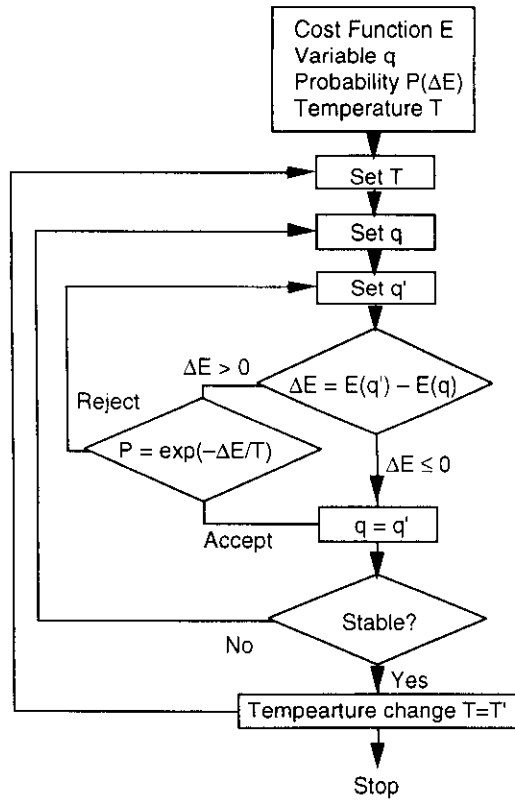 Cost Function E
Variable q
Probability P(ΔE)
Temperature T
Set T
Set q
Set q'
ΔE > 0
ΔE = E(q') – E(q)
Reject
P = exp(–ΔE/T)
ΔE ≤ 0
q = q'
Accept
Stable?
No
Yes
Tempearture change T=T'
Stop